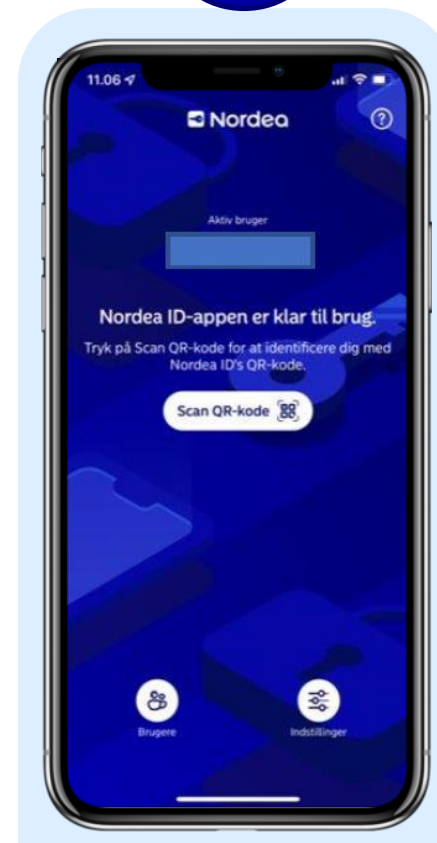 11.06
Nordea
?
Aktiv bruger
Nordea ID-appen er klar til brug.
Tryk på Scan QR-kode for at identificere dig med
Nordea ID's QR-kode.
Scan QR-kode
Brugere
Indstillinger